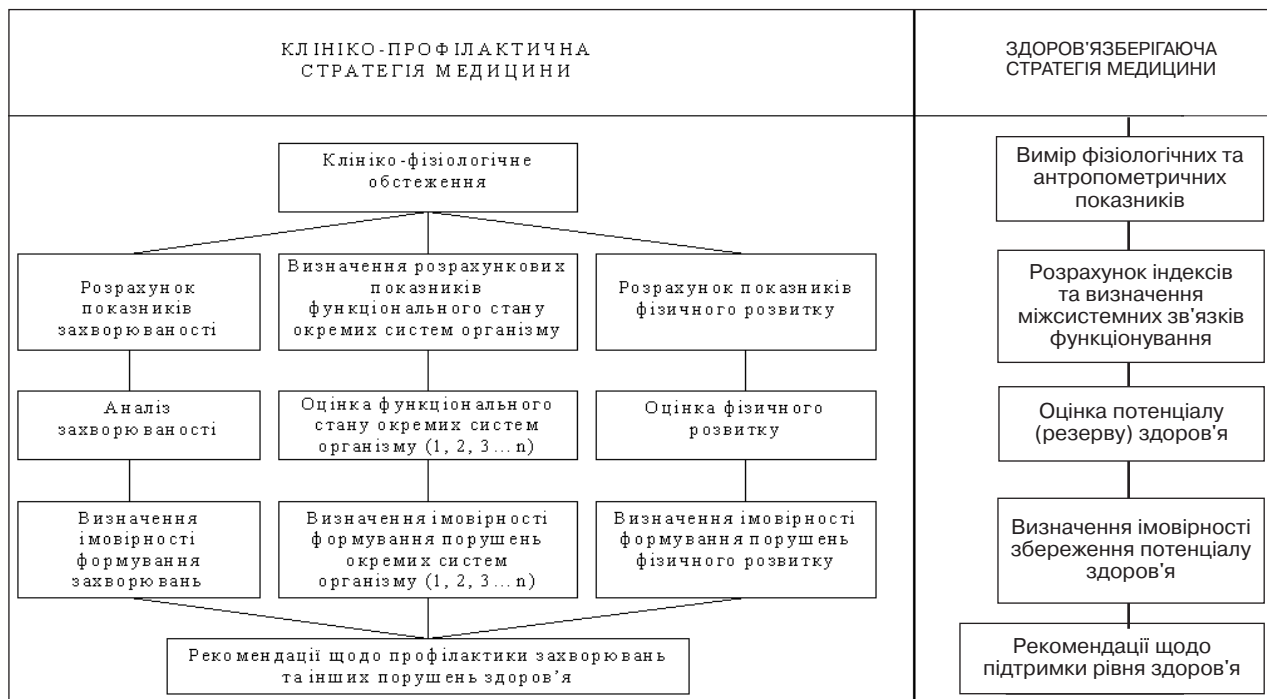 КЛІНІКО-ПРОФІЛАКТИЧНА
СТРАТЕГІЯ МЕДИЦИНИ
Клініко-фізіологічне
обстеження
Розрахунок
показників
захворюваності
Визначення розрахункових
показників
функціонального стану
окремих систем організму
Розрахунок показників
фізичного розвитку
Аналіз
захворюваності
Оцінка функціонального
стану окремих систем
організму (1, 2, 3...n)
Оцінка фізичного
розвитку
Визначення
імовірності
формування
захворювань
Визначення імовірності
формування порушень
окремих систем
організму (1, 2, 3...n)
Визначення імовірності
формування порушень
фізичного розвитку
Рекомендації щодо профілактики захворювань
та інших порушень здоров’я
ЗДОРОВ'ЯЗБЕРІГАЮЧА
СТРАТЕГІЯ МЕДИЦИНИ
Вимір фізіологічних та
антропометричних
показників
Розрахунок індексів
та визначення
міжсистемних зв'язків
функціонування
Оцінка потенціалу
(резерву) здоров'я
Визначення імовірності
збереження потенціалу
здоров'я
Рекомендації щодо
підтримки рівня здоров'я